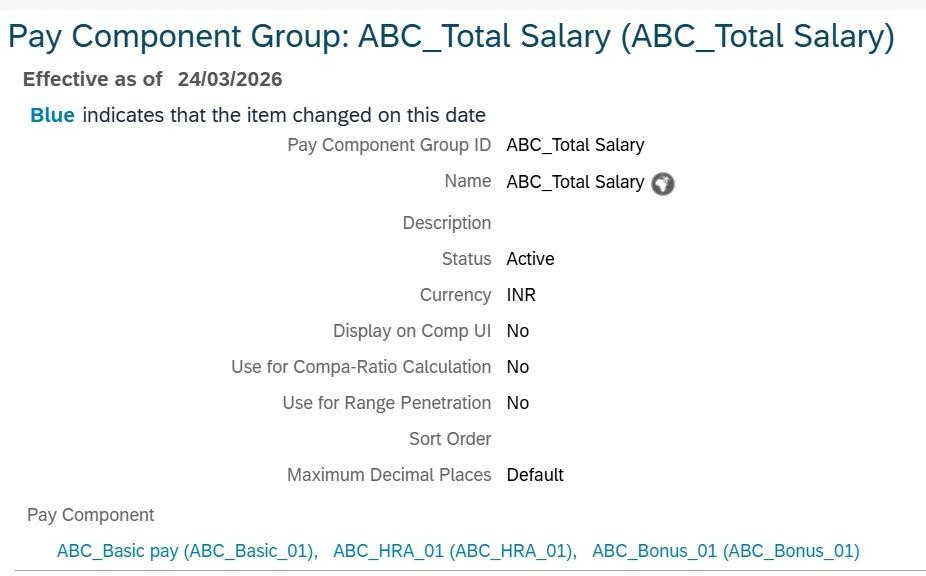 Pay Component Group: ABC_Total Salary (ABC_Total Salary)
Effective as of 24/03/2026
Blue indicates that the item changed on this date
Pay Component Group ID ABC_Total Salary
Name ABC_Total Salary
Description
Status Active
Currency INR
Display on Comp UI No
Use for Compa-Ratio Calculation No
Use for Range Penetration No
Sort Order
Maximum Decimal Places Default
Pay Component
ABC_Basic pay (ABC_Basic_01), ABC_HRA_01 (ABC_HRA_01), ABC_Bonus_01 (ABC_Bonus_01)